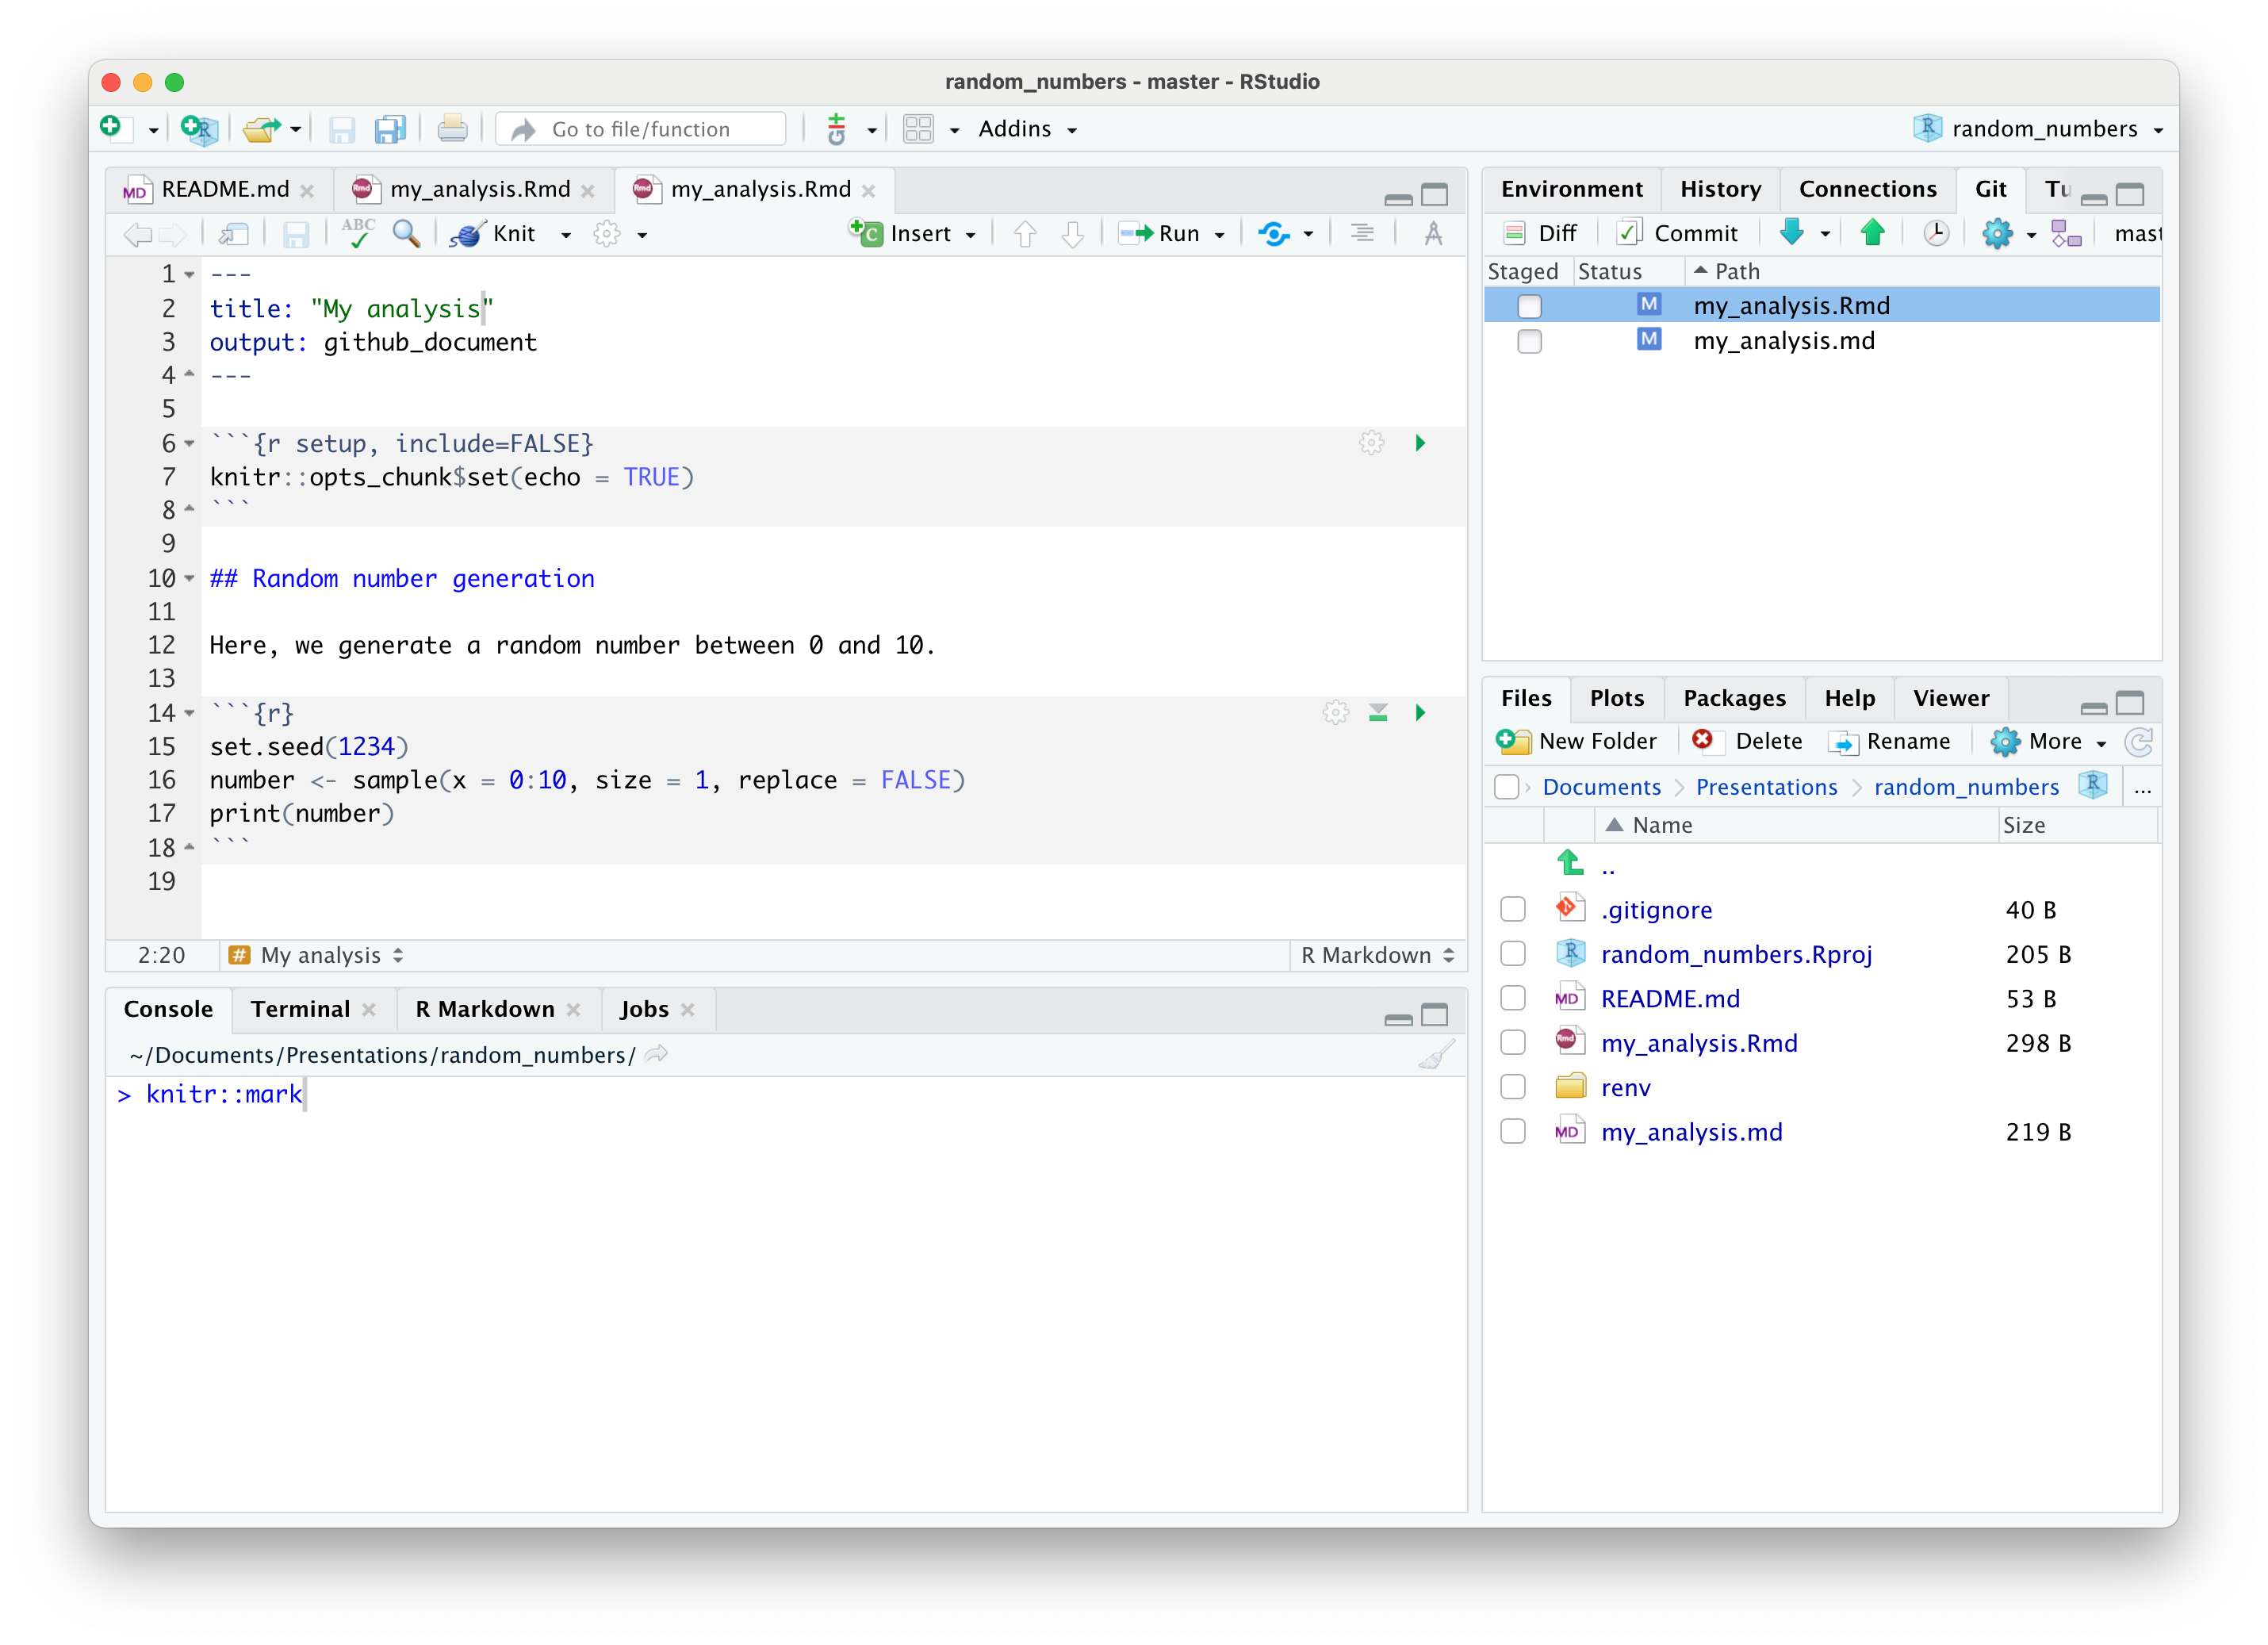 random_numbers - master - RStudio
Go to file/function
Addins
random_numbers
README.md
my_analysis.Rmd
my_analysis.Rmd
ABC
Knit
Insert
Run
1 ---
2 title: "My analysis"
3 output: github_document
4 ---
5
6 ```{r setup, include=FALSE}
7 knitr::opts_chunk$set(echo = TRUE)
8 ```
9
10 ## Random number generation
11
12 Here, we generate a random number between 0 and 10.
13
14 ```{r}
15 set.seed(1234)
16 number <- sample(x = 0:10, size = 1, replace = FALSE)
17 print(number)
18 ```
19
2:20 # My analysis R Markdown
Console Terminal R Markdown Jobs
~/Documents/Presentations/random_numbers/
> knitr::mark
Environment History Connections Git Tu
Diff Commit mast
Staged Status Path
M my_analysis.Rmd
M my_analysis.md
Files Plots Packages Help Viewer
New Folder Delete Rename More
Documents Presentations random_numbers ...
Name Size
..
.gitignore 40 B
random_numbers.Rproj 205 B
MD README.md 53 B
Rmd my_analysis.Rmd 298 B
renv
MD my_analysis.md 219 B